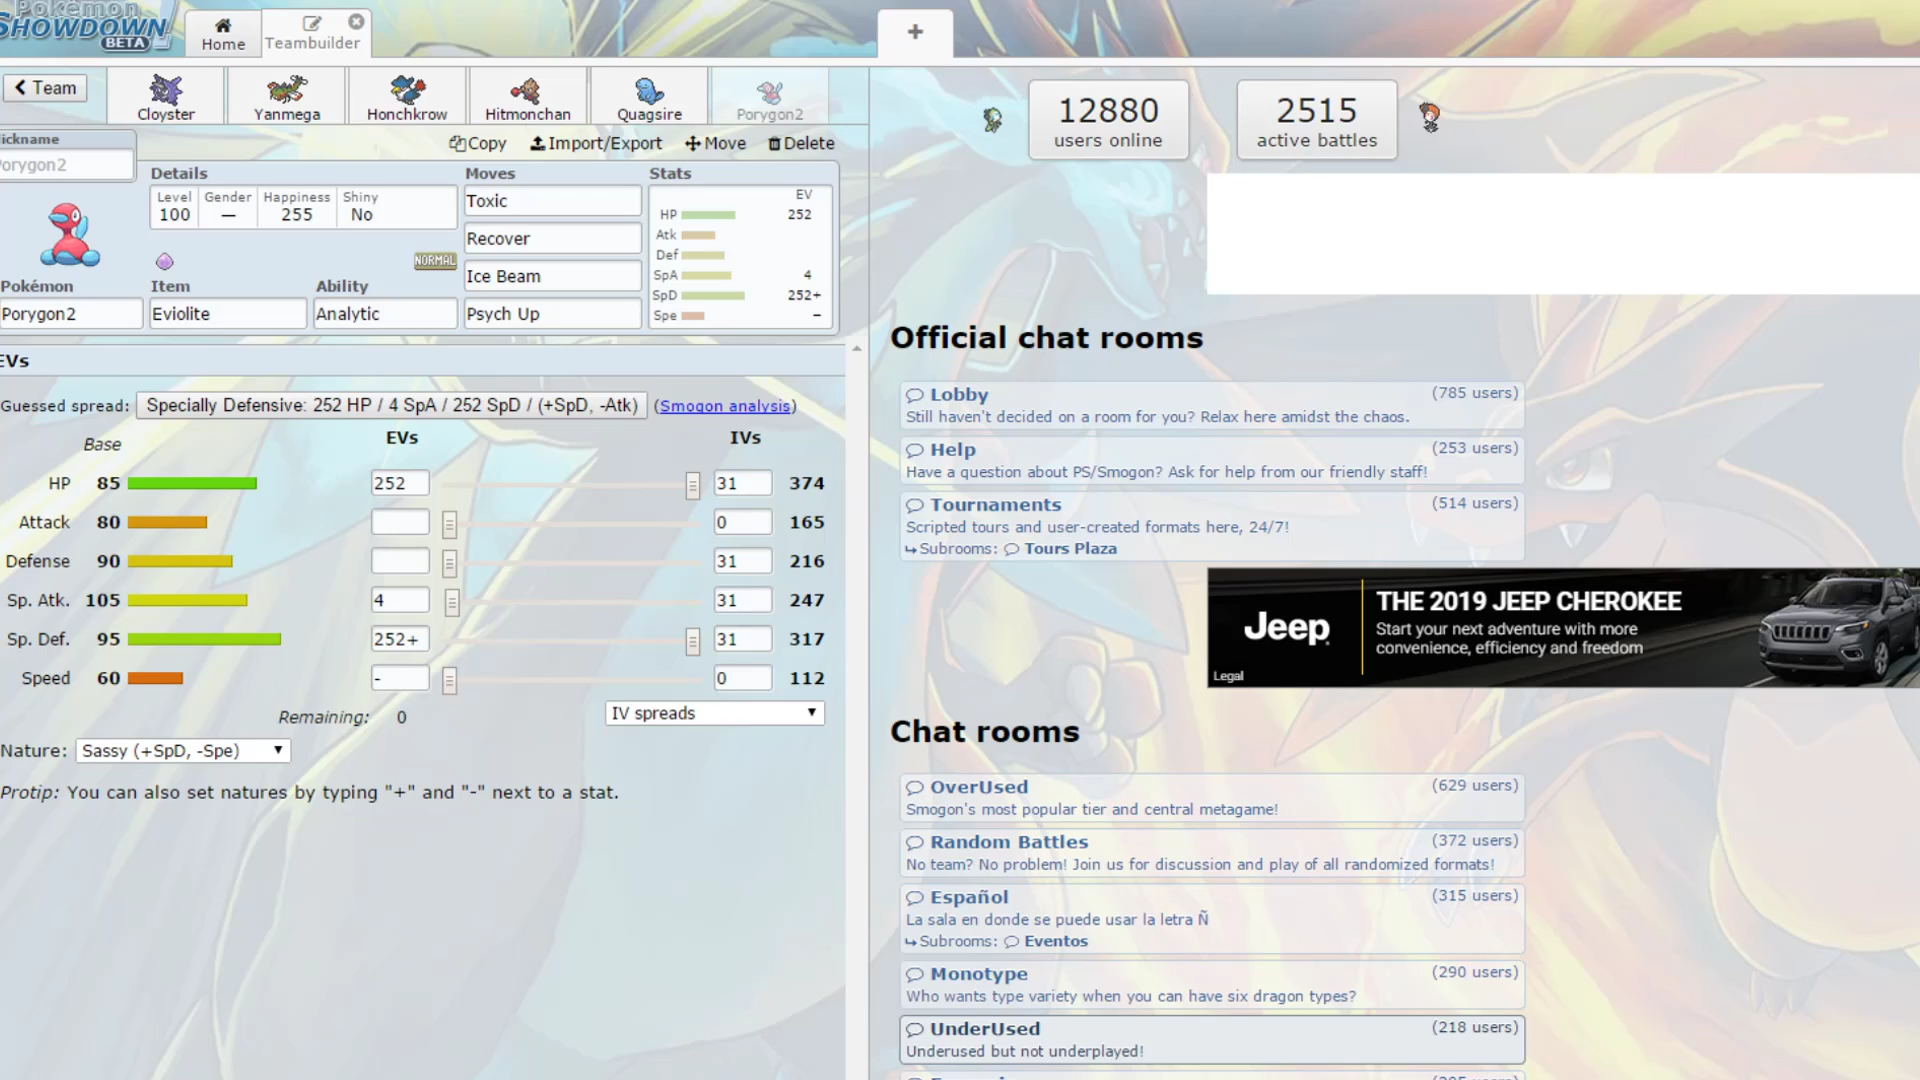 Pokémon
SHOWDOWN
BETA
Home
Teambuilder
+
Team
Cloyster
Yanmega
Honchkrow
Hitmonchan
Quagsire
Porygon2
12880
users online
2515
active battles
ickname
Porygon2
Copy
Import/Export
Move
Delete
Details
Level
100
Gender
—
Happiness
255
Shiny
No
NORMAL
Pokémon
Porygon2
Item
Eviolite
Ability
Analytic
Moves
Toxic
Recover
Ice Beam
Psych Up
Stats
EV
HP 252
Atk
Def
SpA 4
SpD 252+
Spe –
EVs
Guessed spread: Specially Defensive: 252 HP / 4 SpA / 252 SpD / (+SpD, -Atk) (Smogon analysis)
Base EVs IVs
HP 85 252 31 374
Attack 80 0 165
Defense 90 31 216
Sp. Atk. 105 4 31 247
Sp. Def. 95 252+ 31 317
Speed 60 - 0 112
Remaining: 0
IV spreads
Nature: Sassy (+SpD, -Spe)
Protip: You can also set natures by typing "+" and "-" next to a stat.
Official chat rooms
Lobby (785 users)
Still haven't decided on a room for you? Relax here amidst the chaos.
Help (253 users)
Have a question about PS/Smogon? Ask for help from our friendly staff!
Tournaments (514 users)
Scripted tours and user-created formats here, 24/7!
↳Subrooms: Tours Plaza
Jeep
THE 2019 JEEP CHEROKEE
Start your next adventure with more
convenience, efficiency and freedom
Legal
Chat rooms
OverUsed (629 users)
Smogon's most popular tier and central metagame!
Random Battles (372 users)
No team? No problem! Join us for discussion and play of all randomized formats!
Español (315 users)
La sala en donde se puede usar la letra Ñ
↳Subrooms: Eventos
Monotype (290 users)
Who wants type variety when you can have six dragon types?
UnderUsed (218 users)
Underused but not underplayed!